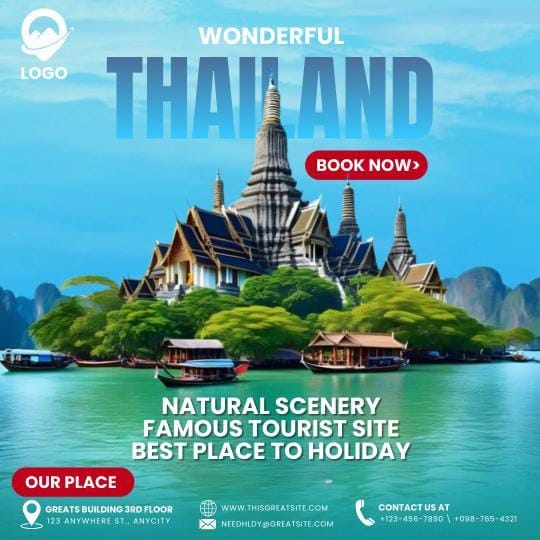 LOGO
WONDERFUL
THAILAND
BOOK NOW>
NATURAL SCENERY
FAMOUS TOURIST SITE
BEST PLACE TO HOLIDAY
OUR PLACE
GREATS BUILDING 3RD FLOOR
123 ANYWHERE ST., ANYCITY
WWW.THISGREATSITE.COM
NEEDHLDY@GREATSITE.COM
CONTACT US AT
+123-456-7890 \ +098-765-4321